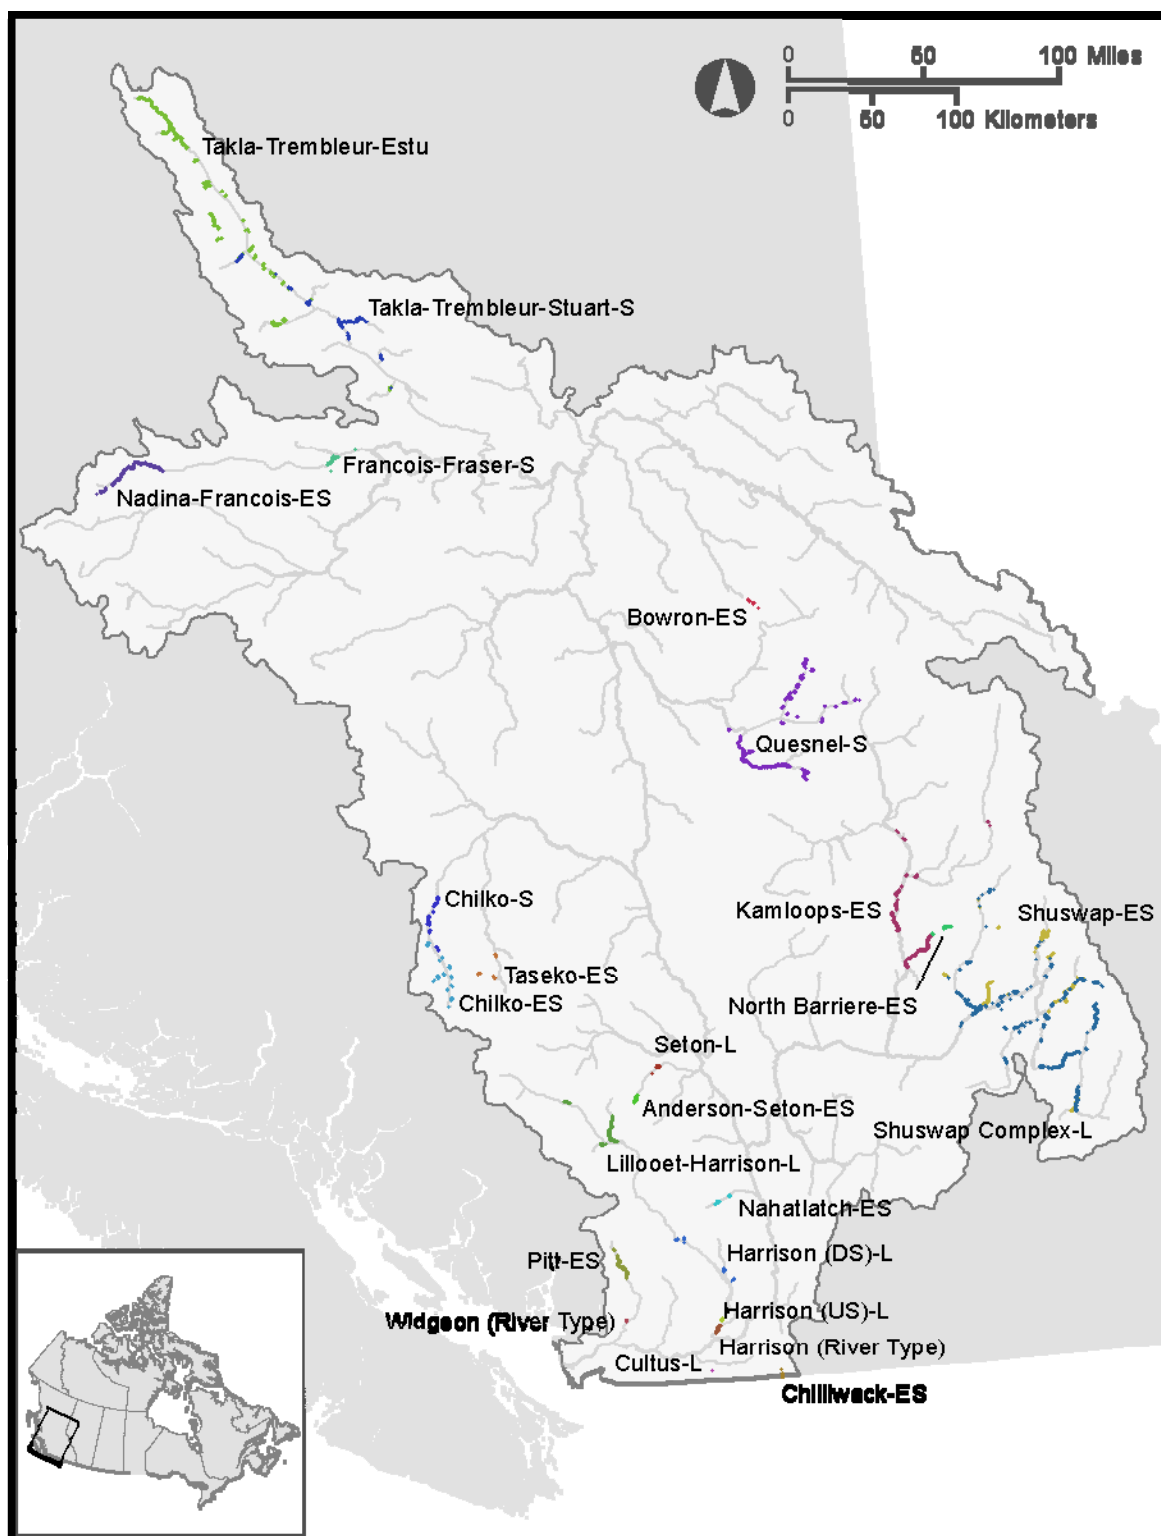 0 50 100 Miles
0 50 100 Kilometers
Takla-Trembleur-Estu
Takla-Trembleur-Stuart-S
Francois-Fraser-S
Nadina-Francois-ES
Bowron-ES
Quesnel-S
Chilko-S
Kamloops-ES
Shuswap-ES
Taseko-ES
Chilko-ES
North Barriere-ES
Seton-L
Anderson-Seton-ES
Shuswap Complex-L
Lillooet-Harrison-L
Nahatlatch-ES
Pitt-ES
Harrison (DS)-L
Widgeon (River Type)
Harrison (US)-L
Harrison (River Type)
Cultus-L
Chilliwack-ES